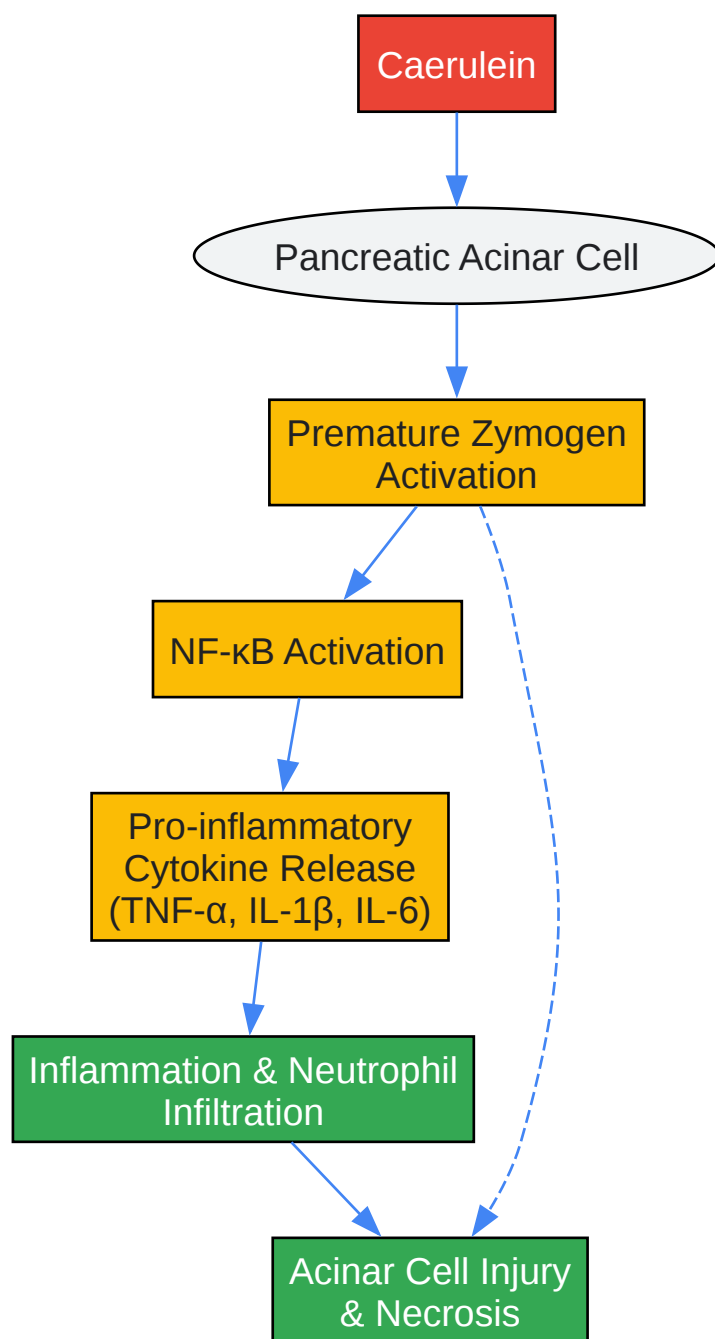 Caerulein
Pancreatic Acinar Cell
Premature Zymogen
Activation
NF-κB Activation
Pro-inflammatory
Cytokine Release
(TNF-α, IL-1β, IL-6)
Inflammation & Neutrophil
Infiltration
Acinar Cell Injury
& Necrosis